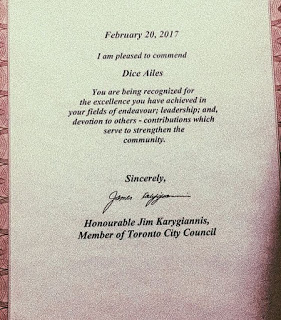 February 20, 2017
I am pleased to commend
Dice Ailes
You are being recognized for
the excellence you have achieved in
your fields of endeavour; leadership; and,
devotion to others - contributions which
serve to strengthen the
community.
Sincerely,
James Karygiannis
Honourable Jim Karygiannis,
Member of Toronto City Council